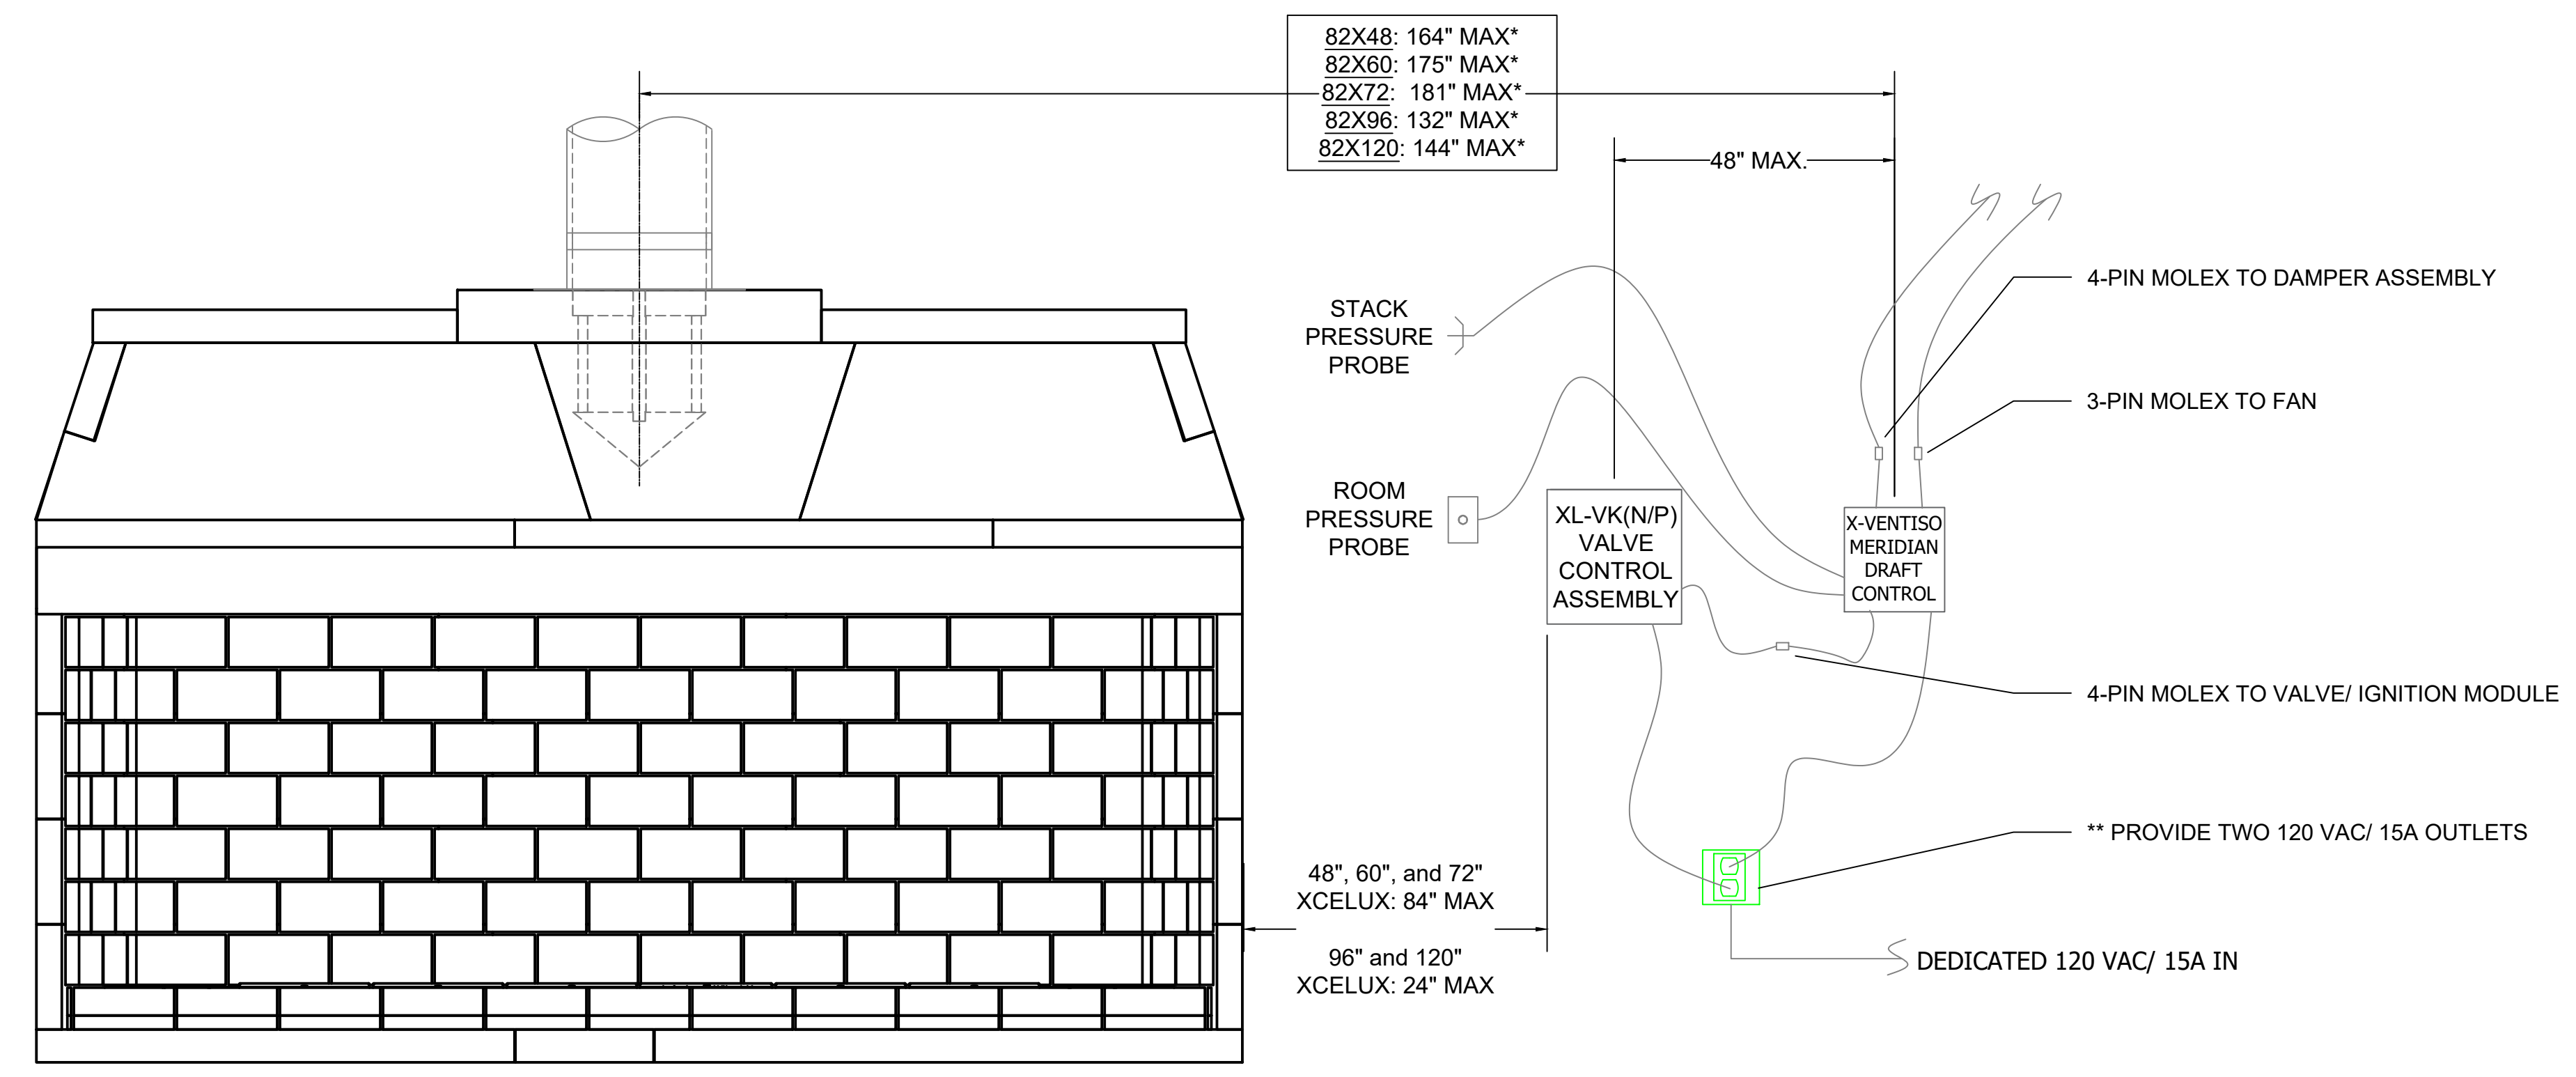 82X48: 164" MAX*
82X60: 175" MAX*
82X72: 181" MAX*
82X96: 132" MAX*
82X120: 144" MAX*
48" MAX.
4-PIN MOLEX TO DAMPER ASSEMBLY
STACK
PRESSURE
PROBE
3-PIN MOLEX TO FAN
ROOM
PRESSURE
PROBE
XL-VK(N/P)
VALVE
CONTROL
ASSEMBLY
X-VENTISO
MERIDIAN
DRAFT
CONTROL
4-PIN MOLEX TO VALVE/ IGNITION MODULE
** PROVIDE TWO 120 VAC/ 15A OUTLETS
48", 60", and 72"
XCELUX: 84" MAX
96" and 120"
XCELUX: 24" MAX
DEDICATED 120 VAC/ 15A IN